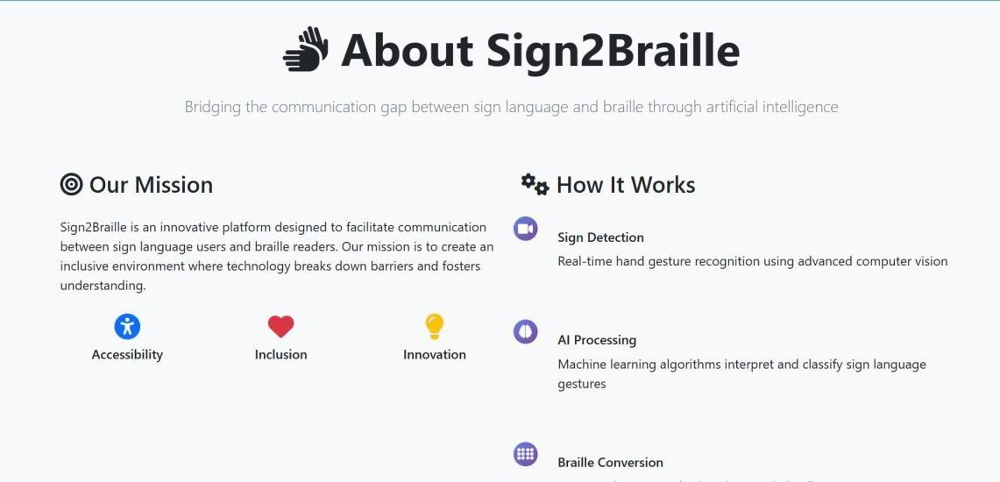 About Sign2Braille
Bridging the communication gap between sign language and braille through artificial intelligence
Our Mission
Sign2Braille is an innovative platform designed to facilitate communication
between sign language users and braille readers. Our mission is to create an
inclusive environment where technology breaks down barriers and fosters
understanding.
Accessibility
Inclusion
Innovation
How It Works
Sign Detection
Real-time hand gesture recognition using advanced computer vision
AI Processing
Machine learning algorithms interpret and classify sign language
gestures
Braille Conversion